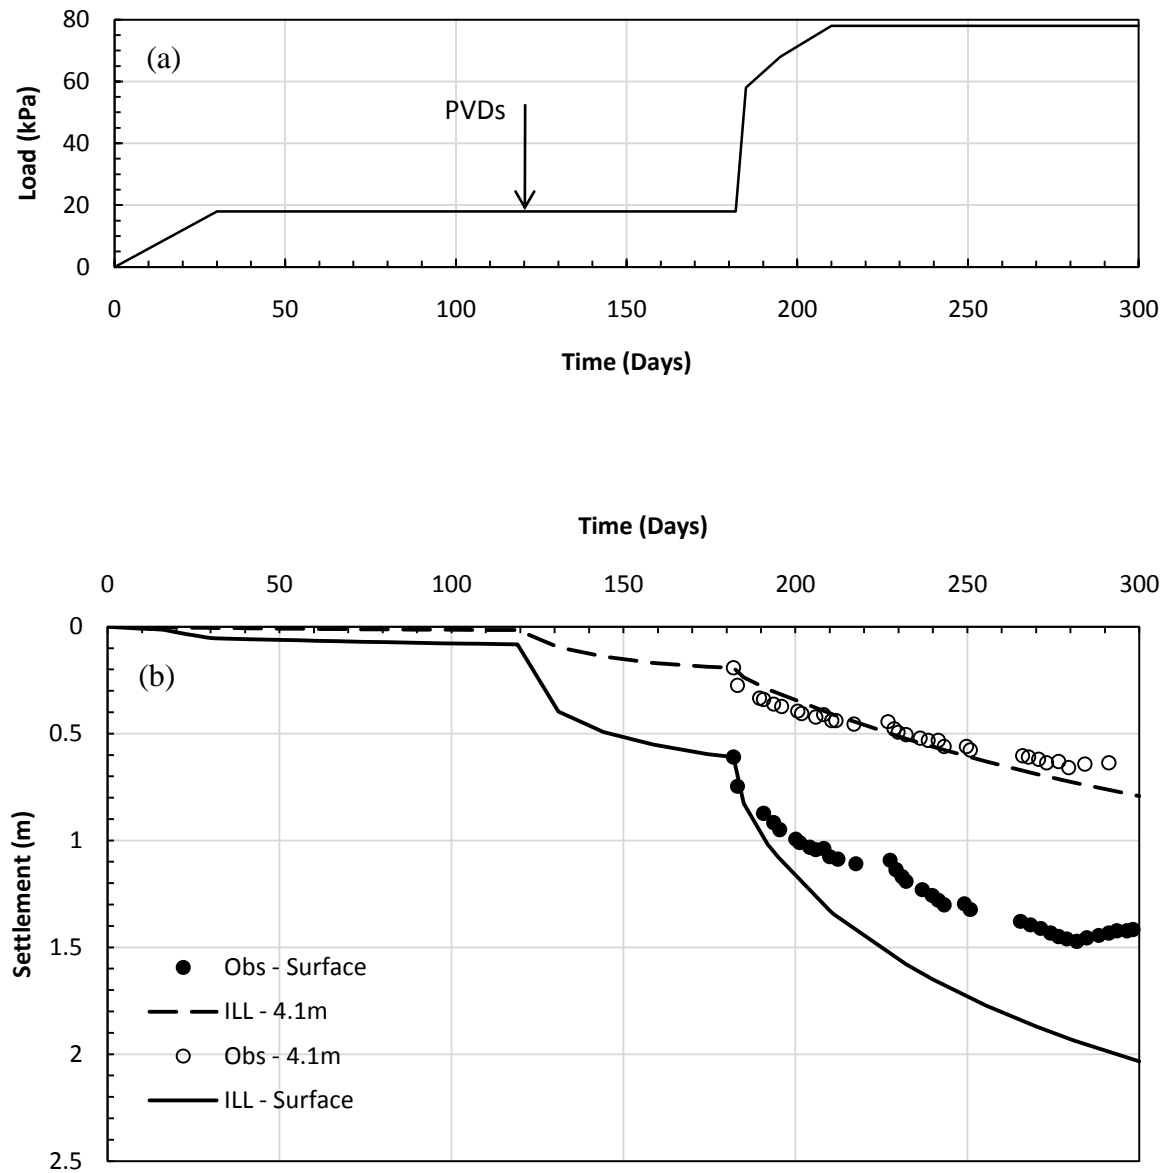 80
(a)
60
PVDs
Load (kPa)
40
20
0
0 50 100 150 200 250 300
Time (Days)
Time (Days)
0 50 100 150 200 250 300
0
(b)
0.5
1
Settlement (m)
1.5
Obs - Surface
ILL - 4.1m
2
Obs - 4.1m
ILL - Surface
2.5